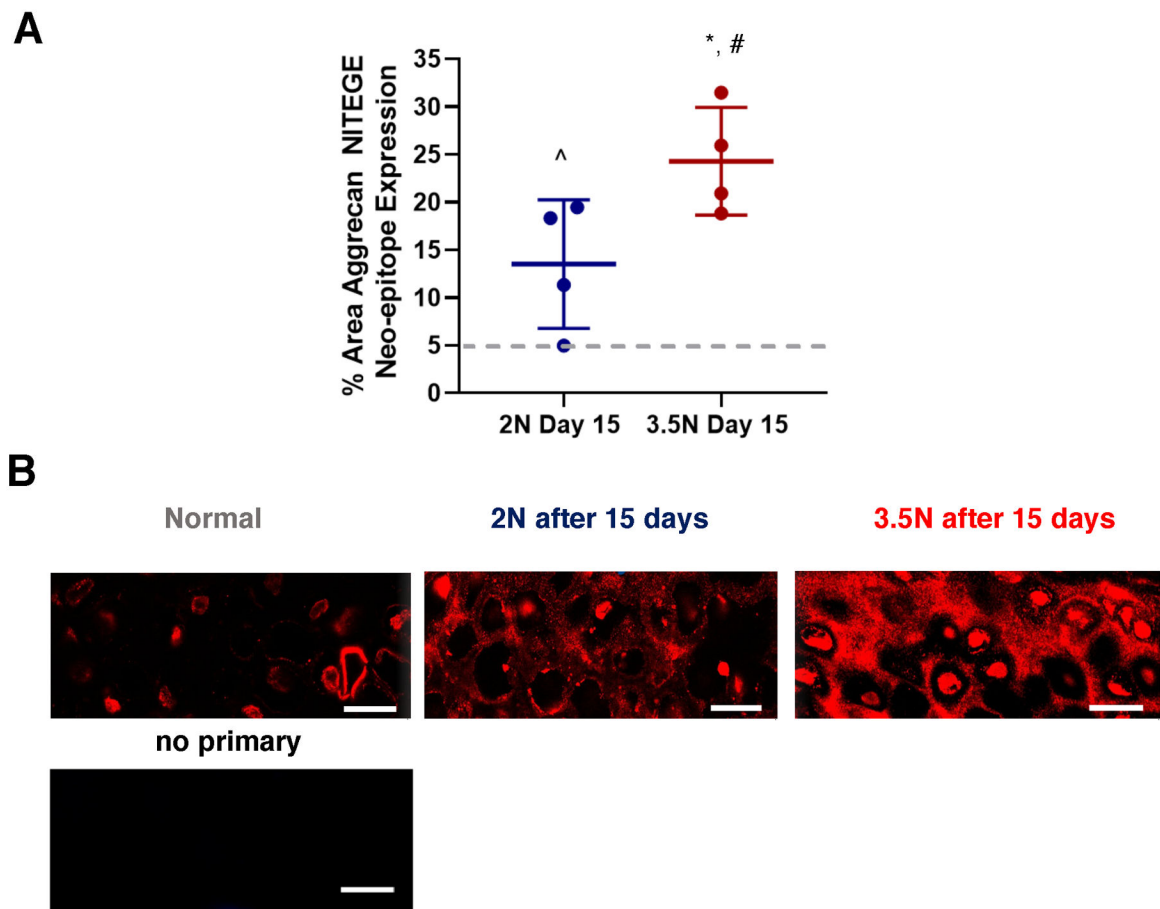 A
*, #
% Area Aggrecan NITEGE
Neo-epitope Expression
35
30
25
20
15
10
5
0
^
2N Day 15
3.5N Day 15
B
Normal
2N after 15 days
3.5N after 15 days
no primary